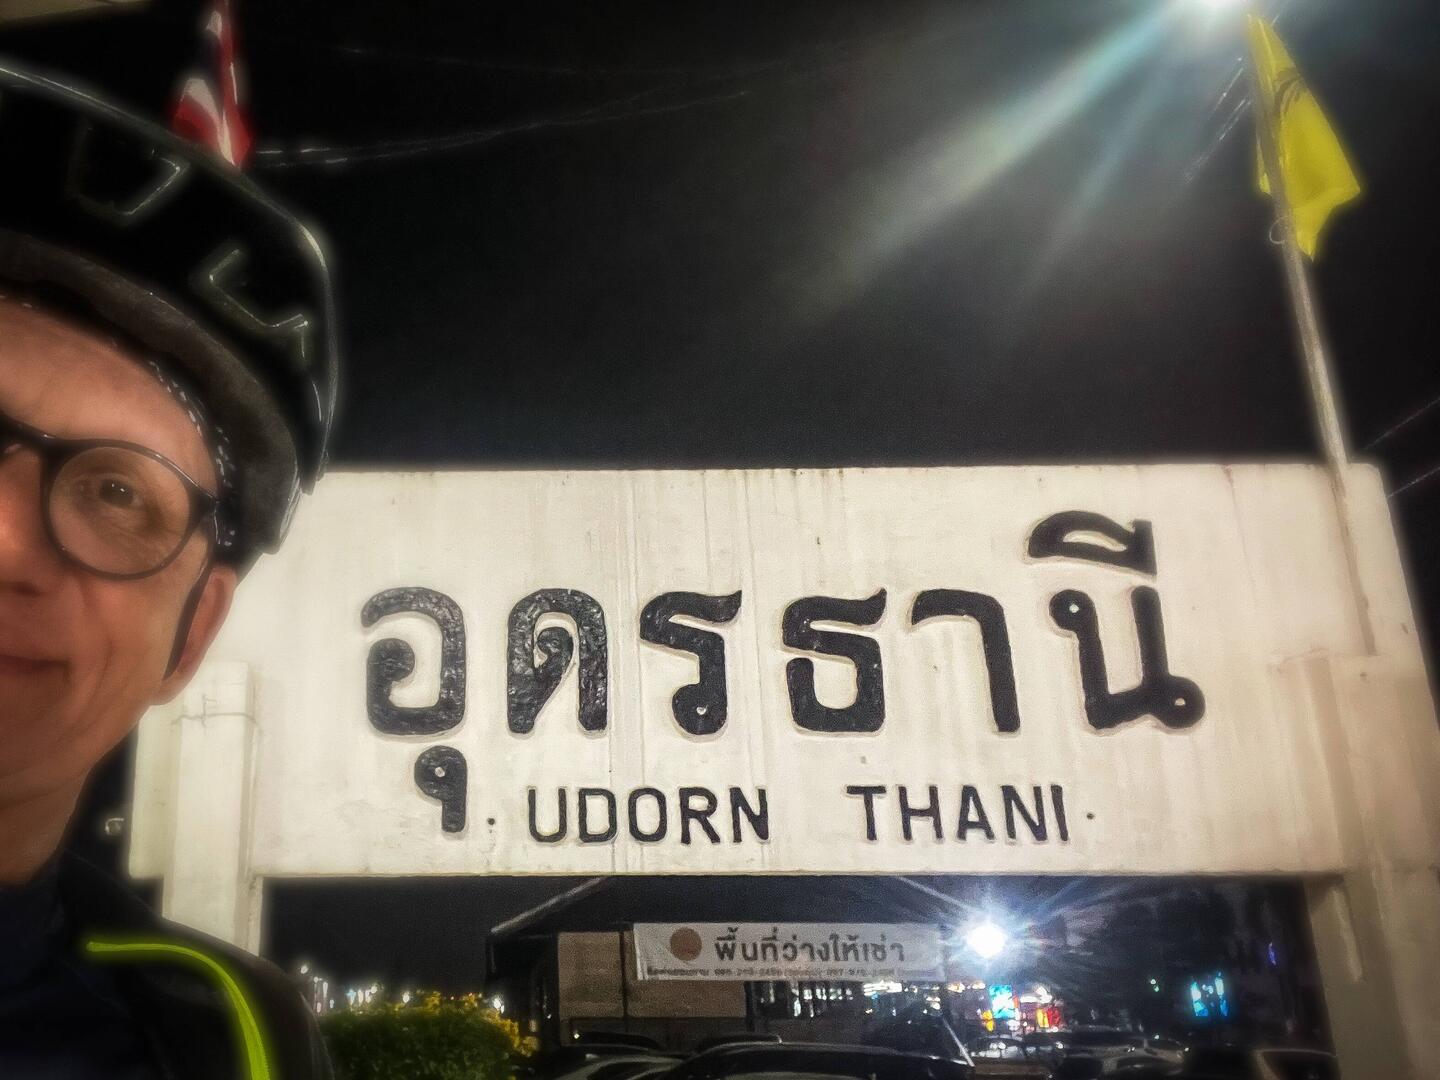 อุดรธานี
· UDORN THANI ·
พื้นที่ว่างให้เช่า